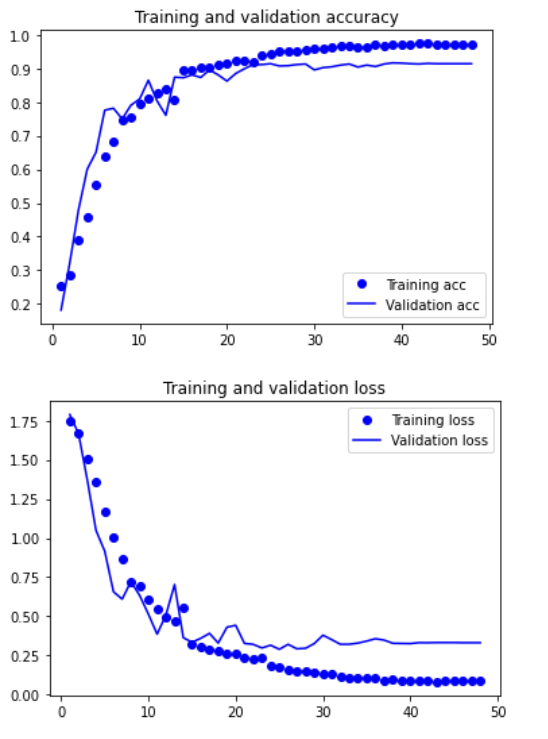 Training and validation accuracy
1.0
0.9
0.8
0.7
0.6
0.5
0.4
0.3
0.2
Training acc
Validation acc
0 10 20 30 40 50
Training and validation loss
1.75
1.50
1.25
1.00
0.75
0.50
0.25
0.00
Training loss
Validation loss
0 10 20 30 40 50